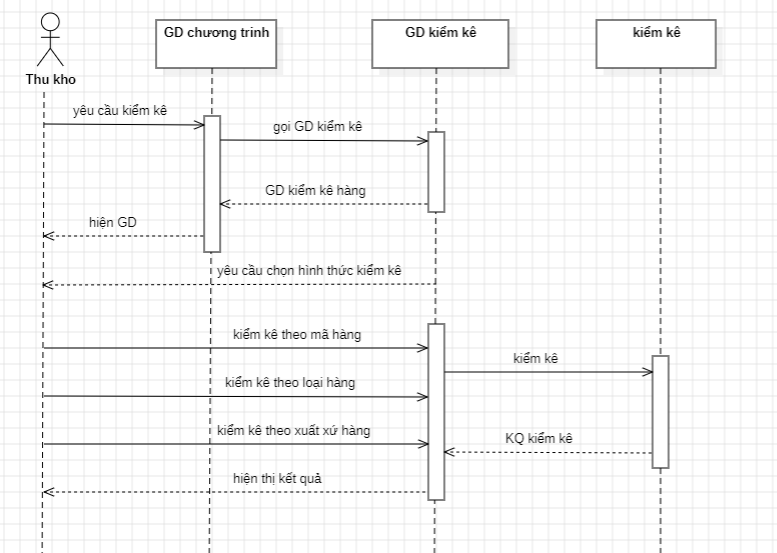 GD chương trình
GD kiểm kê
kiểm kê
Thu kho
yêu cầu kiểm kê
gọi GD kiểm kê
GD kiểm kê hàng
hiện GD
yêu cầu chọn hình thức kiểm kê
kiểm kê theo mã hàng
kiểm kê
kiểm kê theo loại hàng
kiểm kê theo xuất xứ hàng
KQ kiểm kê
hiện thị kết quả